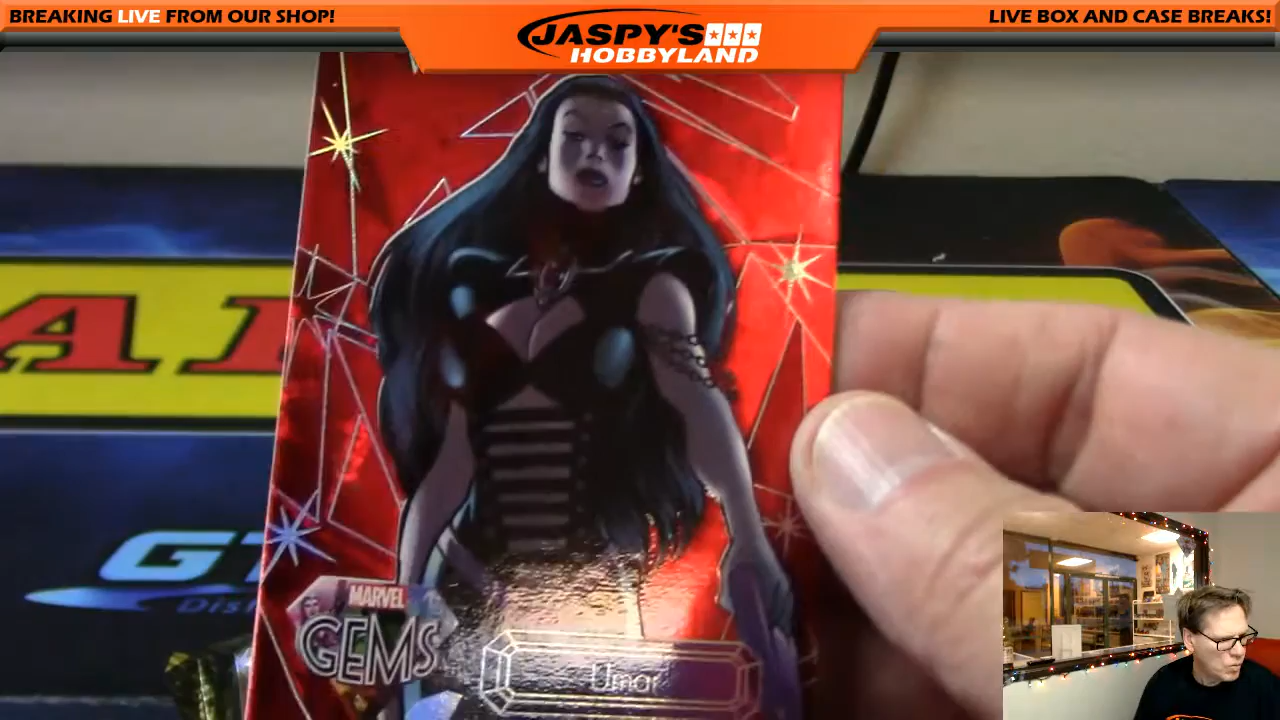 BREAKING LIVE FROM OUR SHOP!
JASPY'S
HOBBYLAND
LIVE BOX AND CASE BREAKS!
MARVEL
GEMS
Umar